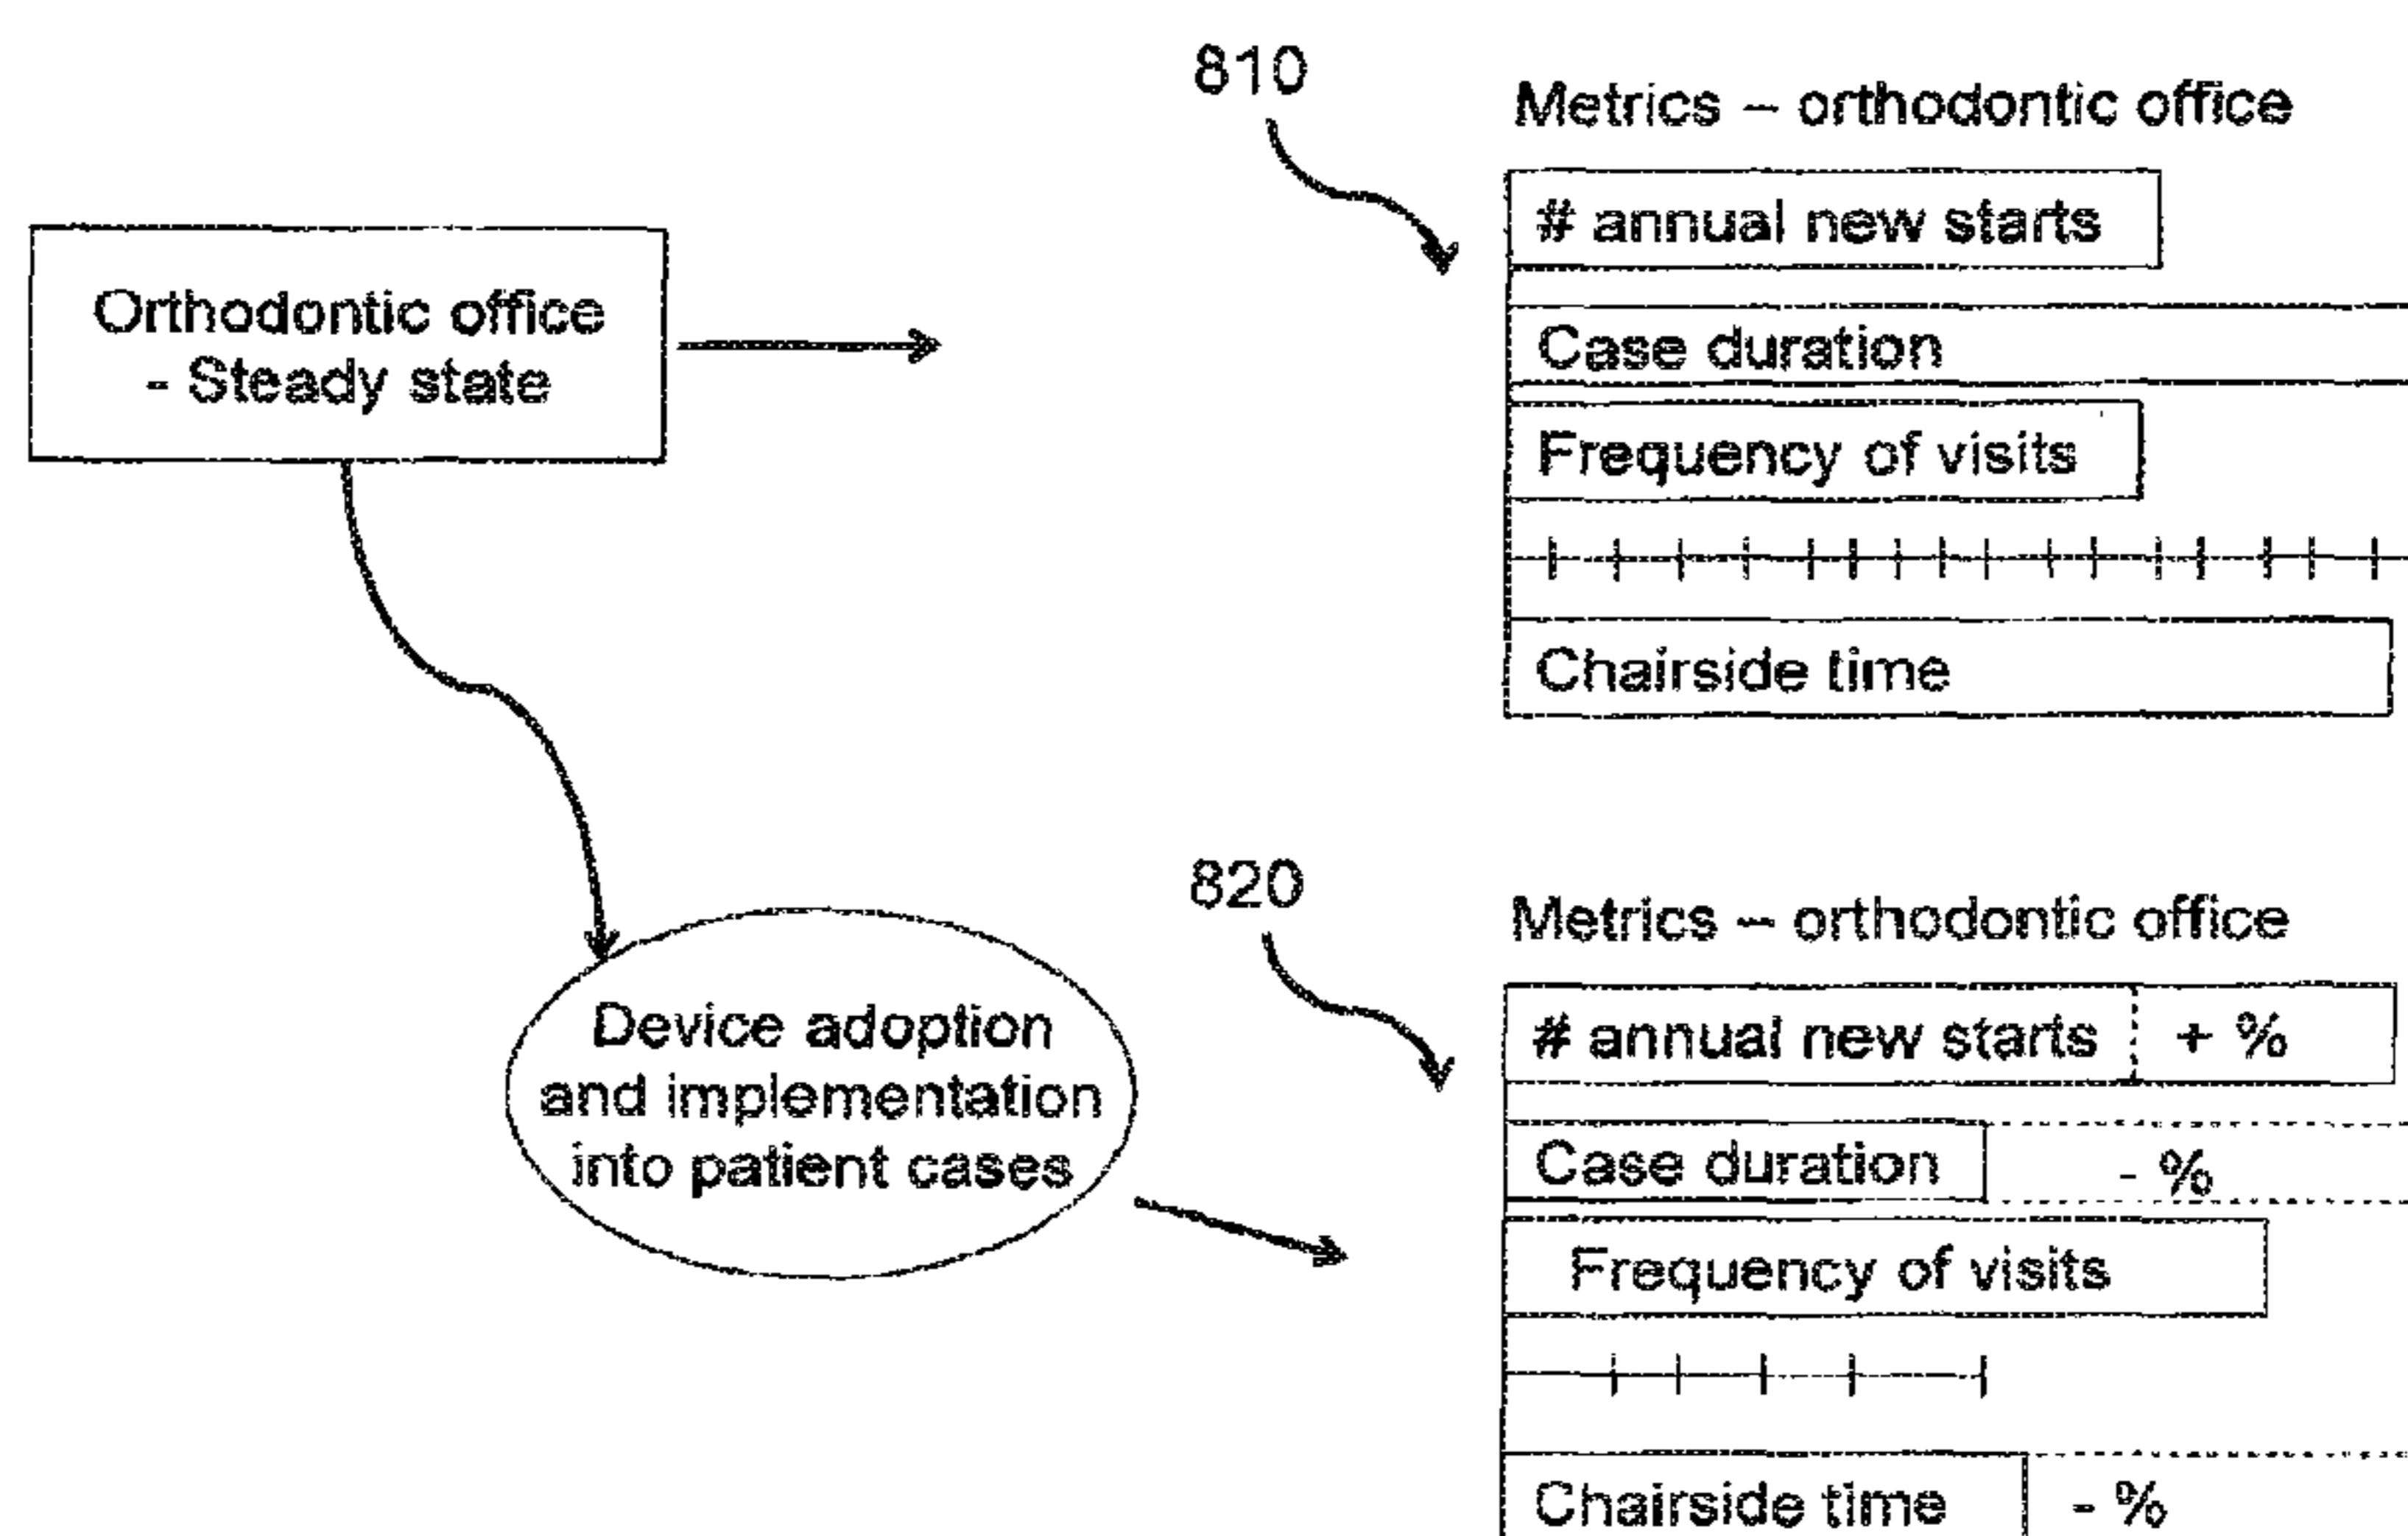 810
Metrics – orthodontic office
# annual new starts
Orthodontic office
- Steady state
Case duration
Frequency of visits
Chairside time
820
Metrics – orthodontic office
# annual new starts + %
Device adoption
and implementation
into patient cases
Case duration - %
Frequency of visits
Chairside time - %